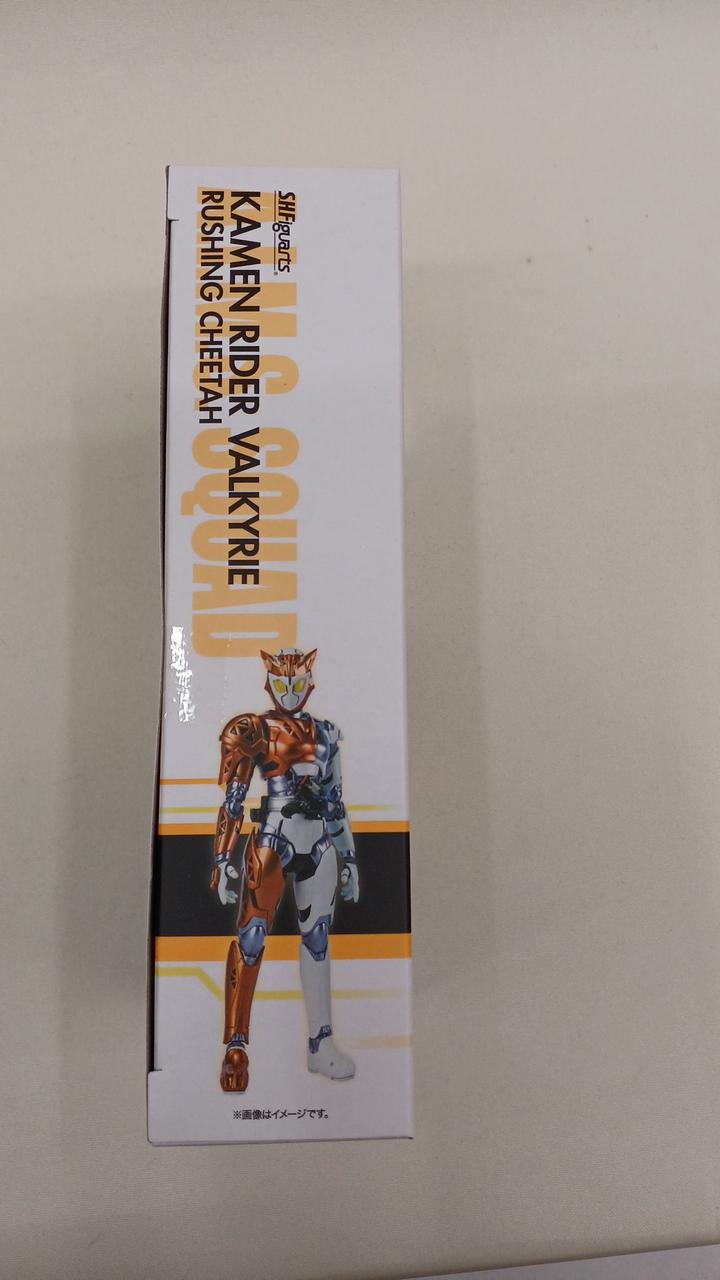 S.H.Figuarts®
KAMEN RIDER VALKYRIE
RUSHING CHEETAH
A.I.M.S. SQUAD
※画像はイメージです。